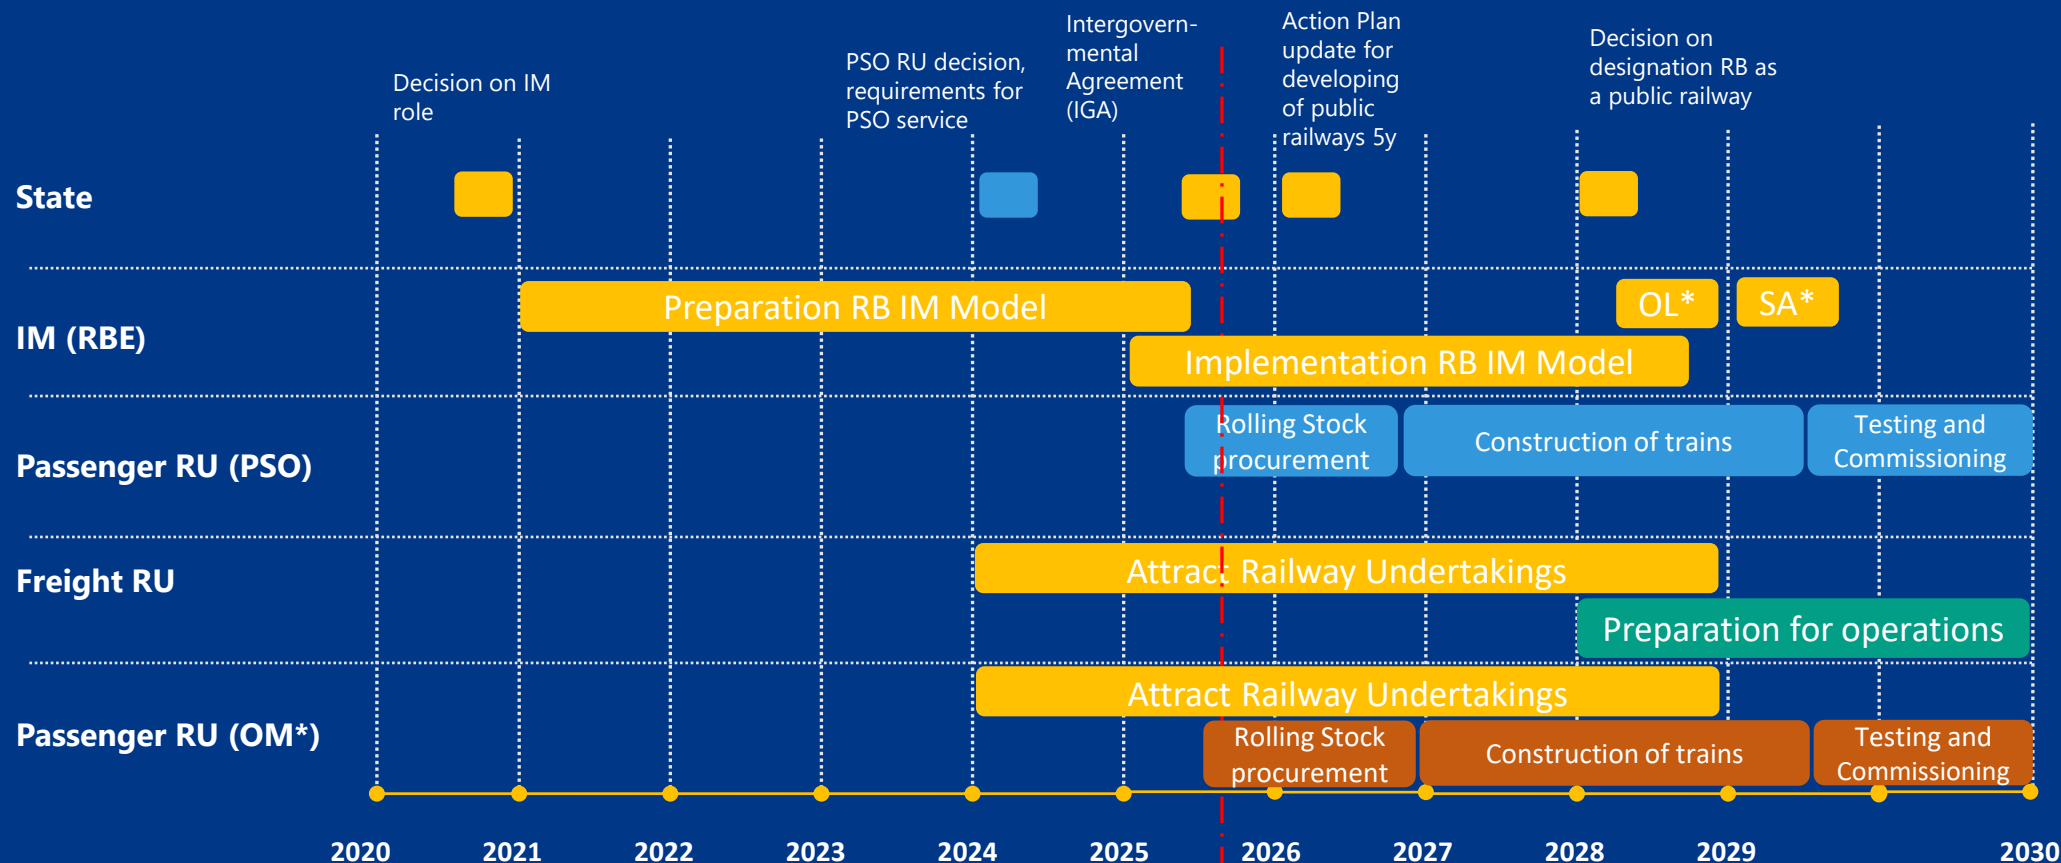 Decision on IM
role
PSO RU decision,
requirements for
PSO service
Intergovern-
mental
Agreement
(IGA)
Action Plan
update for
developing
of public
railways 5y
Decision on
designation RB as
a public railway
State
IM (RBE)
Preparation RB IM Model
OL*
SA*
Implementation RB IM Model
Passenger RU (PSO)
Rolling Stock
procurement
Construction of trains
Testing and
Commissioning
Freight RU
Attract Railway Undertakings
Preparation for operations
Passenger RU (OM*)
Attract Railway Undertakings
Rolling Stock
procurement
Construction of trains
Testing and
Commissioning
2020 2021 2022 2023 2024 2025 2026 2027 2028 2029 2030